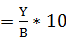 = Y/B * 10